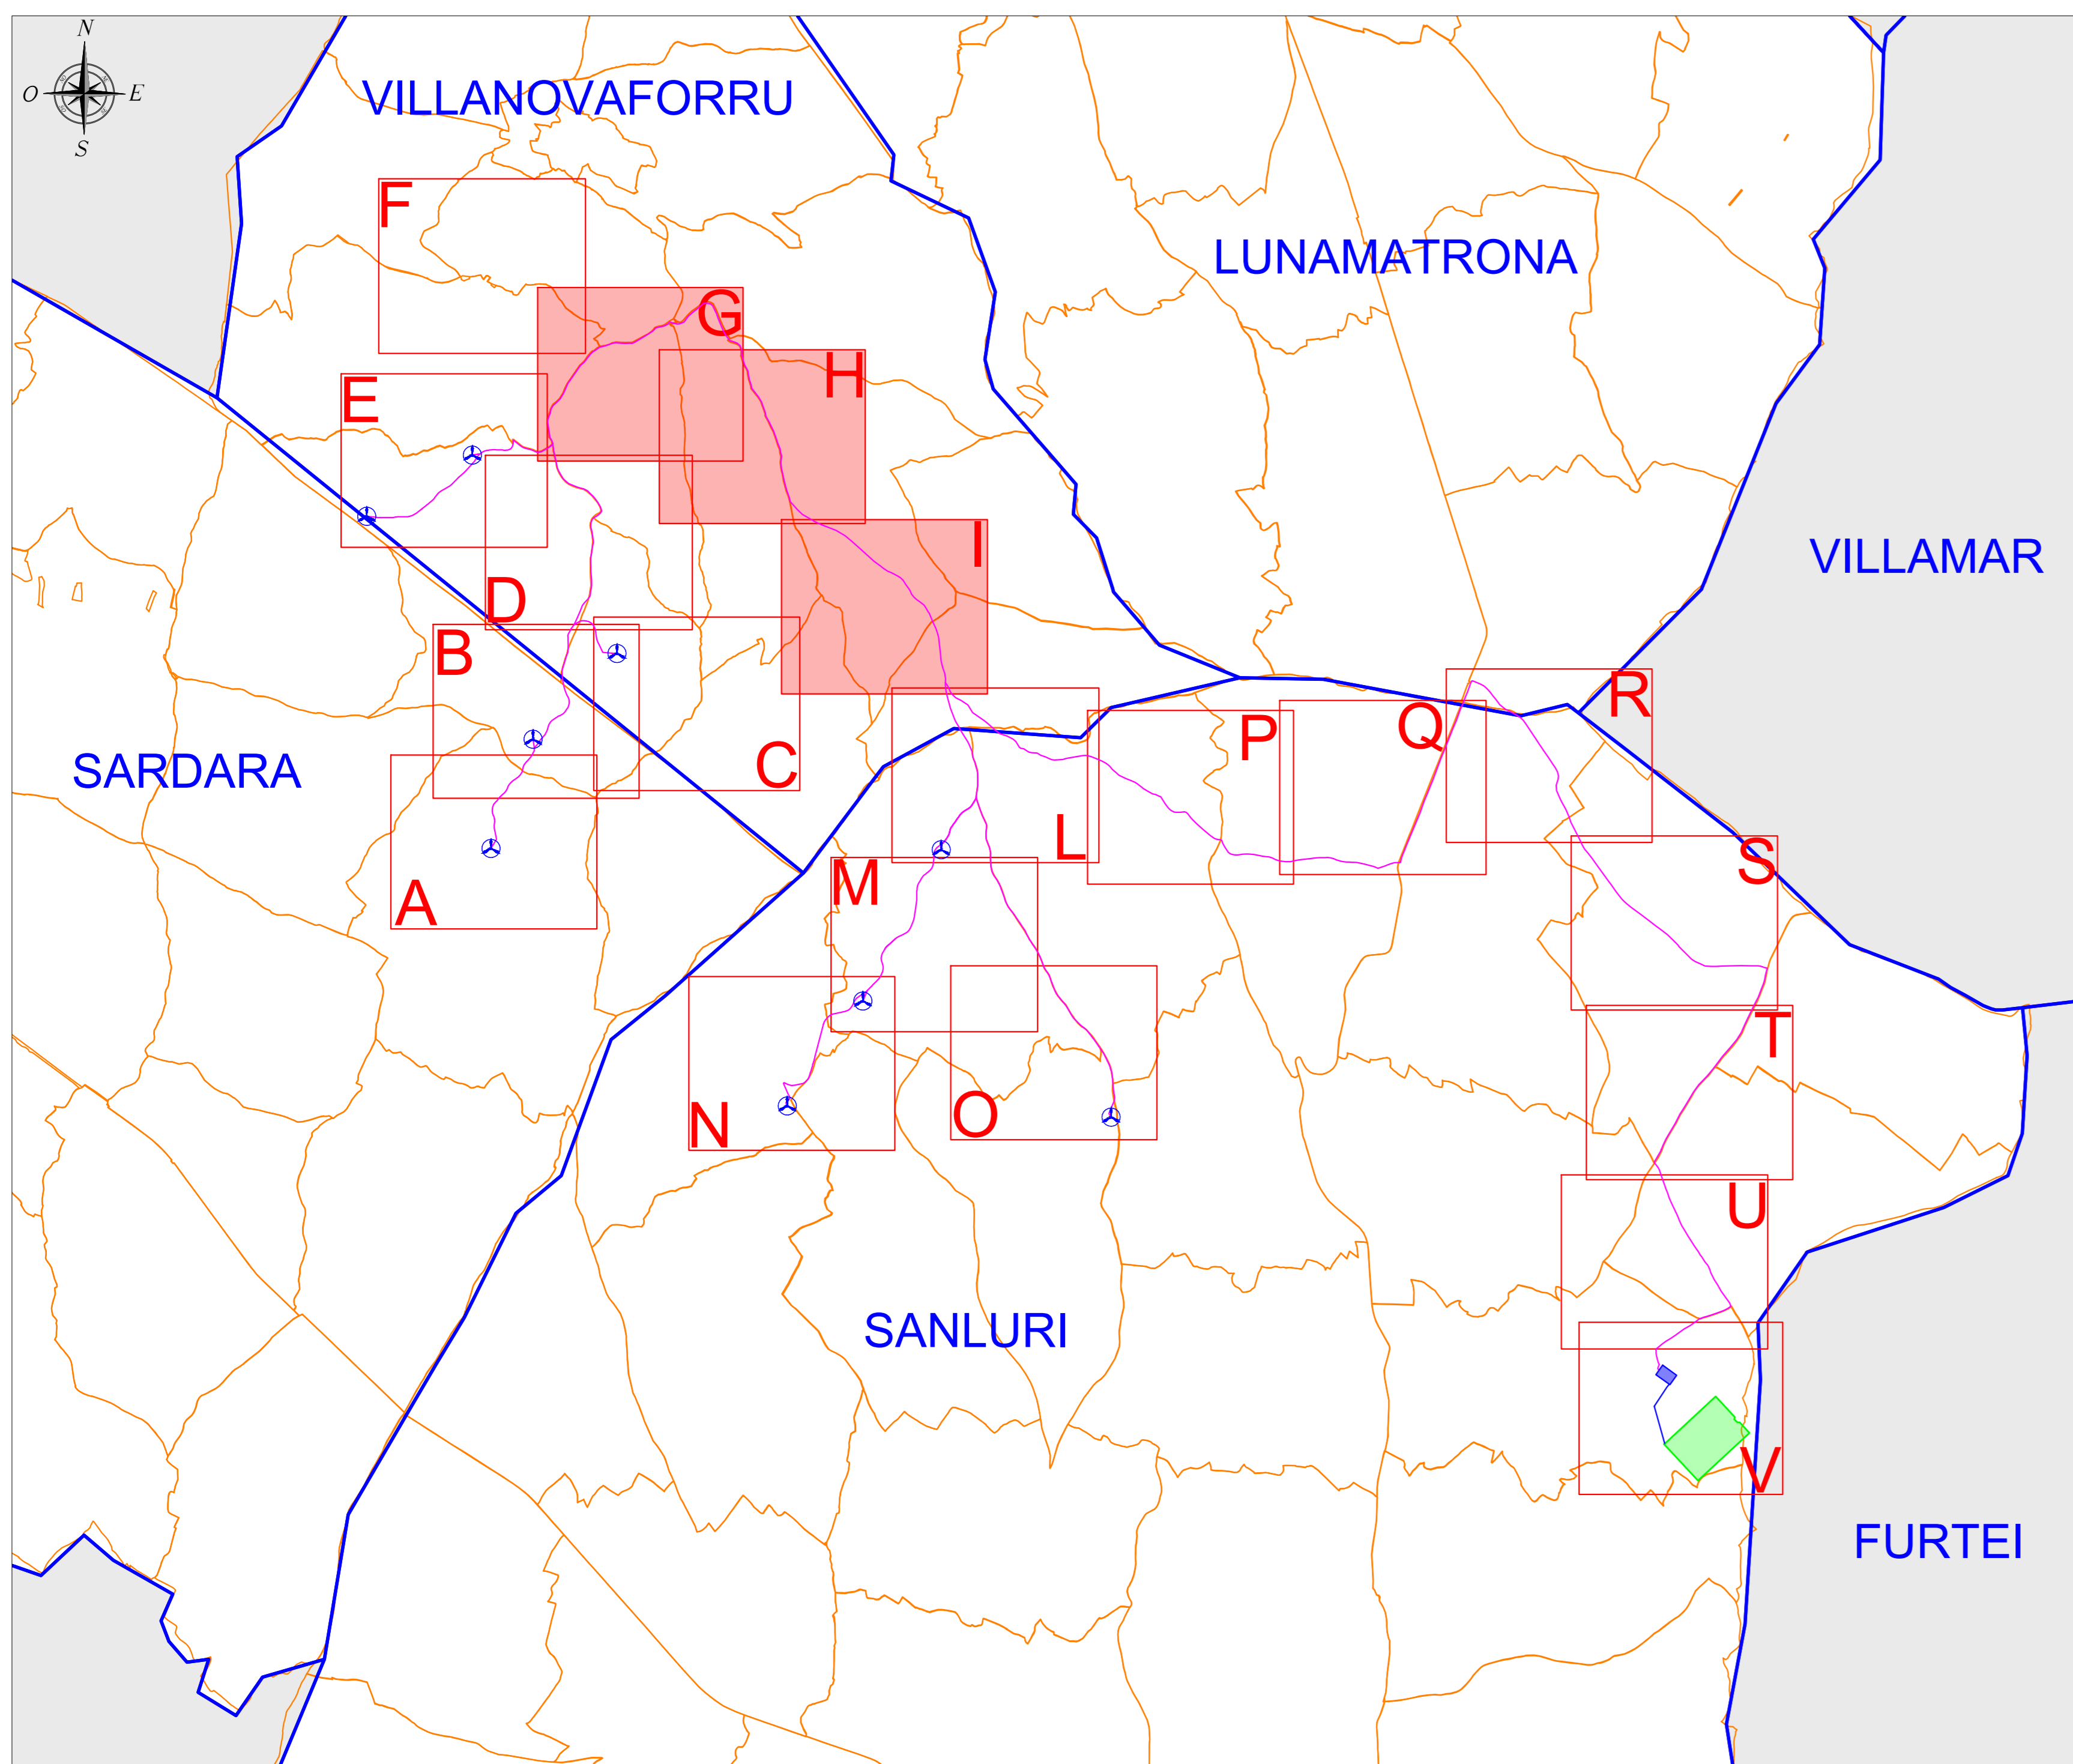 N
O
E
S
VILLANOVAFORRU
F
LUNAMATRONA
G
H
E
I
VILLAMAR
D
B
R
P
Q
C
SARDARA
L
S
M
A
T
O
N
U
SANLURI
V
FURTEI